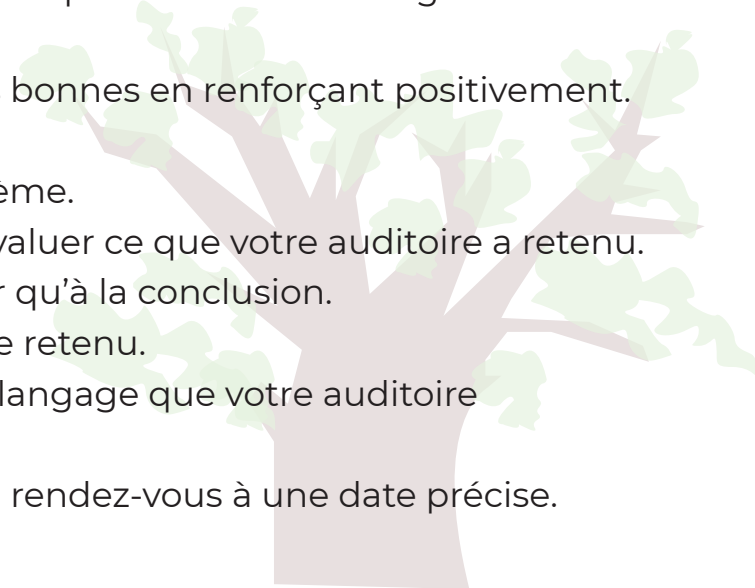 bonnes en renforçant positivement.
ème.
valuer ce que votre auditoire a retenu.
r qu’à la conclusion.
e retenu.
langage que votre auditoire
rendez-vous à une date précise.